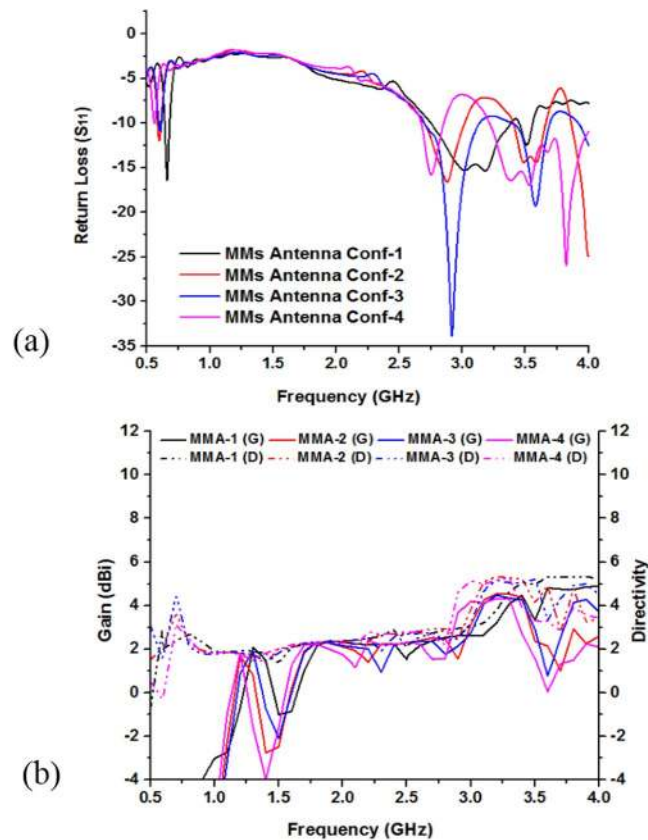 0
-5
-10
-15
-20
-25
-30
-35
Return Loss (S11)
MMs Antenna Conf-1
MMs Antenna Conf-2
MMs Antenna Conf-3
MMs Antenna Conf-4
(a)
0.5 1.0 1.5 2.0 2.5 3.0 3.5 4.0
Frequency (GHz)
MMA-1 (G) MMA-2 (G) MMA-3 (G) MMA-4 (G)
MMA-1 (D) MMA-2 (D) MMA-3 (D) MMA-4 (D)
12 12
10 10
8 8
6 6
4 4
2 2
0 0
-2 -2
-4 -4
Gain (dBi)
Directivity
(b)
0.5 1.0 1.5 2.0 2.5 3.0 3.5 4.0
Frequency (GHz)